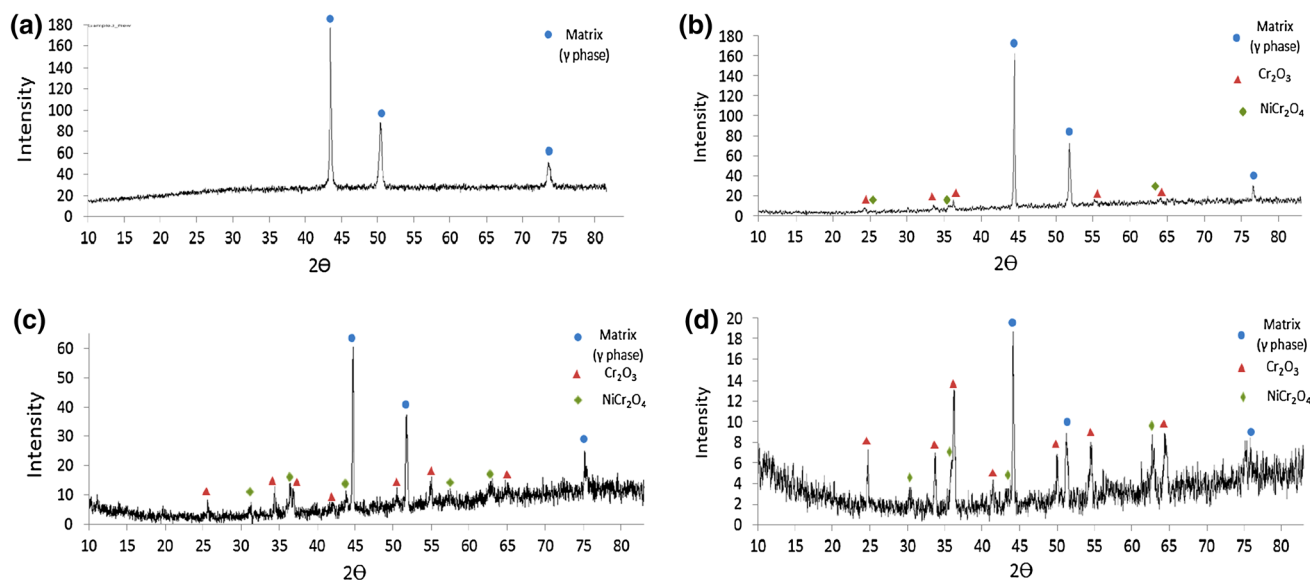 (a)
180
160
140
120
100
80
60
40
20
0
Intensity
10 15 20 25 30 35 40 45 50 55 60 65 70 75 80
2Θ
Matrix
(γ phase)
(b)
180
160
140
120
100
80
60
40
20
0
Intensity
10 15 20 25 30 35 40 45 50 55 60 65 70 75 80
2Θ
Matrix
(γ phase)
Cr₂O₃
NiCr₂O₄
(c)
60
50
40
30
20
10
0
Intensity
10 15 20 25 30 35 40 45 50 55 60 65 70 75 80
2Θ
Matrix
(γ phase)
Cr₂O₃
NiCr₂O₄
(d)
20
18
16
14
12
10
8
6
4
2
0
Intensity
10 15 20 25 30 35 40 45 50 55 60 65 70 75 80
2Θ
Matrix
(γ phase)
Cr₂O₃
NiCr₂O₄